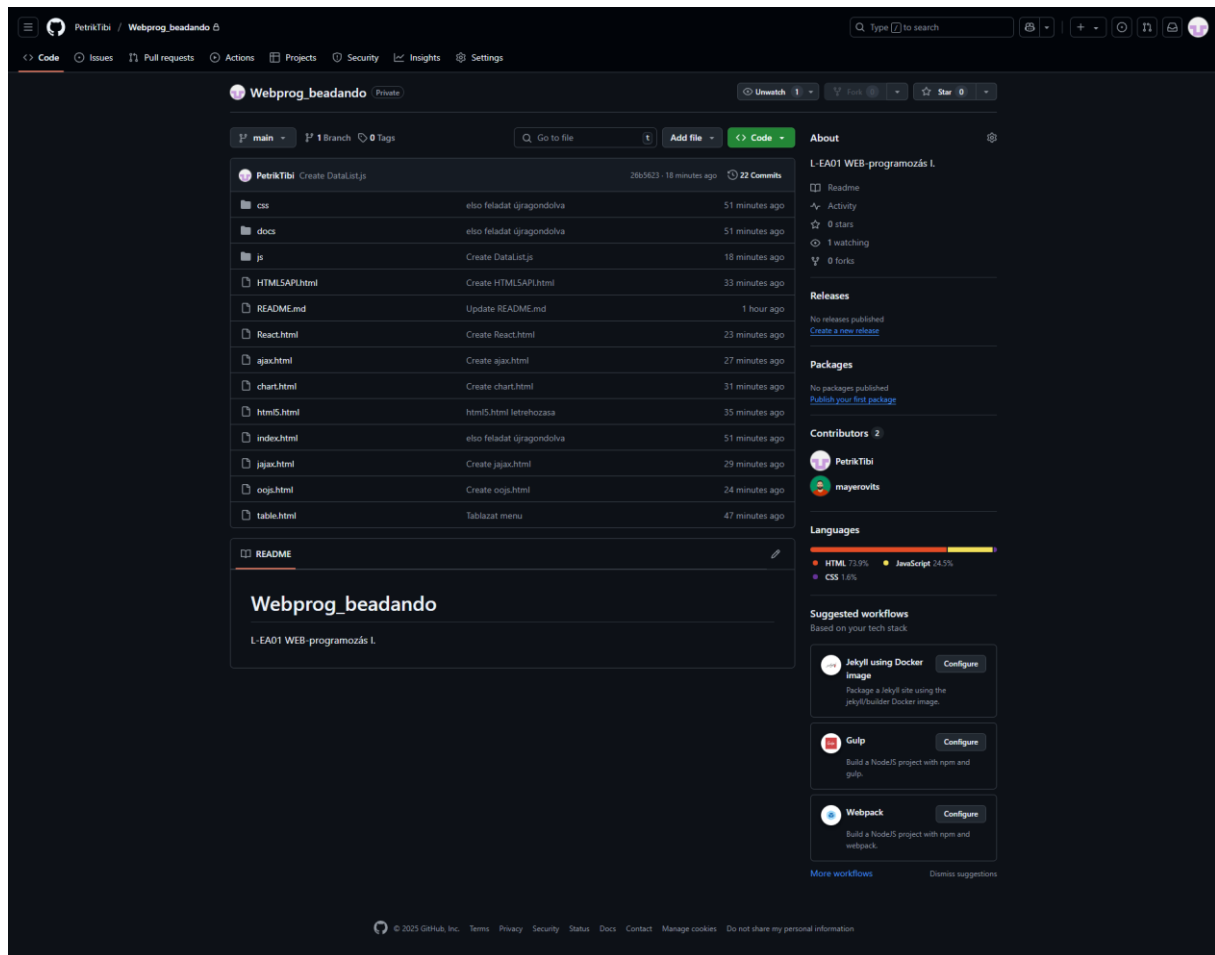 PetrikTibi / Webprog_beadando
Type / to search
Code Issues Pull requests Actions Projects Security Insights Settings
Webprog_beadando Private
Unwatch 1 Fork 0 Star 0
main 1 Branch 0 Tags
Go to file t Add file Code
PetrikTibi Create DataList.js 26b5623 · 18 minutes ago 22 Commits
css elso feladat újragondolva 51 minutes ago
docs elso feladat újragondolva 51 minutes ago
js Create DataList.js 18 minutes ago
HTML5API.html Create HTML5API.html 33 minutes ago
README.md Update README.md 1 hour ago
React.html Create React.html 23 minutes ago
ajax.html Create ajax.html 27 minutes ago
chart.html Create chart.html 31 minutes ago
html5.html html5.html letrehozasa 35 minutes ago
index.html elso feladat újragondolva 51 minutes ago
jajax.html Create jajax.html 29 minutes ago
oojs.html Create oojs.html 24 minutes ago
table.html Tablazat menu 47 minutes ago
README
Webprog_beadando
L-EA01 WEB-programozás I.
About
L-EA01 WEB-programozás I.
Readme
Activity
0 stars
1 watching
0 forks
Releases
No releases published
Create a new release
Packages
No packages published
Publish your first package
Contributors 2
PetrikTibi
mayerovits
Languages
HTML 73.9% JavaScript 24.5%
CSS 1.6%
Suggested workflows
Based on your tech stack
Jekyll using Docker image Configure
Package a Jekyll site using the
jekyll/builder Docker image.
Gulp Configure
Build a NodeJS project with npm and
gulp.
Webpack Configure
Build a NodeJS project with npm and
webpack.
More workflows Dismiss suggestions
© 2025 GitHub, Inc. Terms Privacy Security Status Docs Contact Manage cookies Do not share my personal information